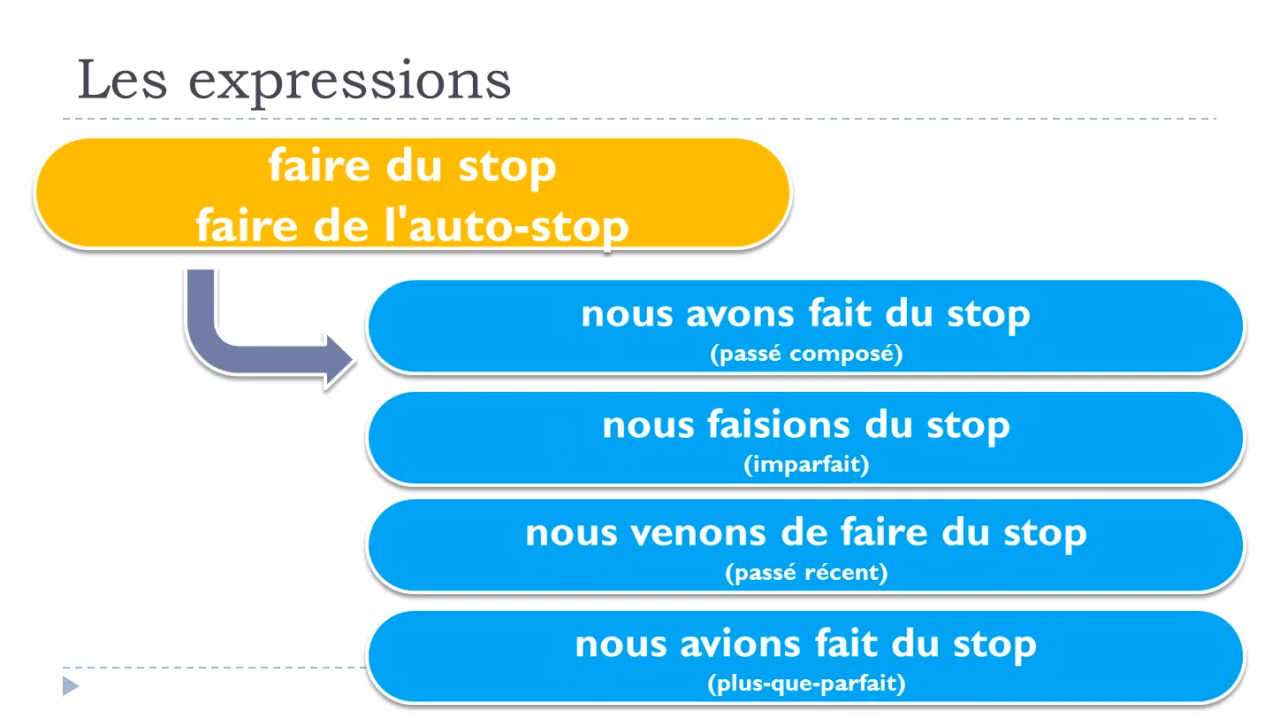 Les expressions
faire du stop
faire de l'auto-stop
nous avons fait du stop
(passé composé)
nous faisions du stop
(imparfait)
nous venons de faire du stop
(passé récent)
nous avions fait du stop
(plus-que-parfait)